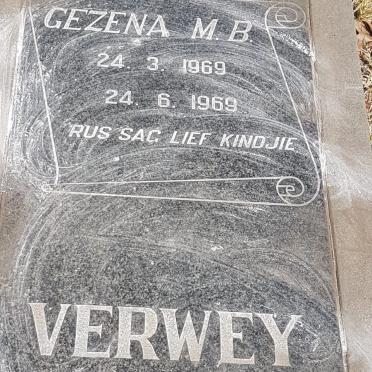 GEZENA M.B.
24. 3. 1969
24. 6. 1969
RUS SAG LIEF KINDJIE
VERWEY